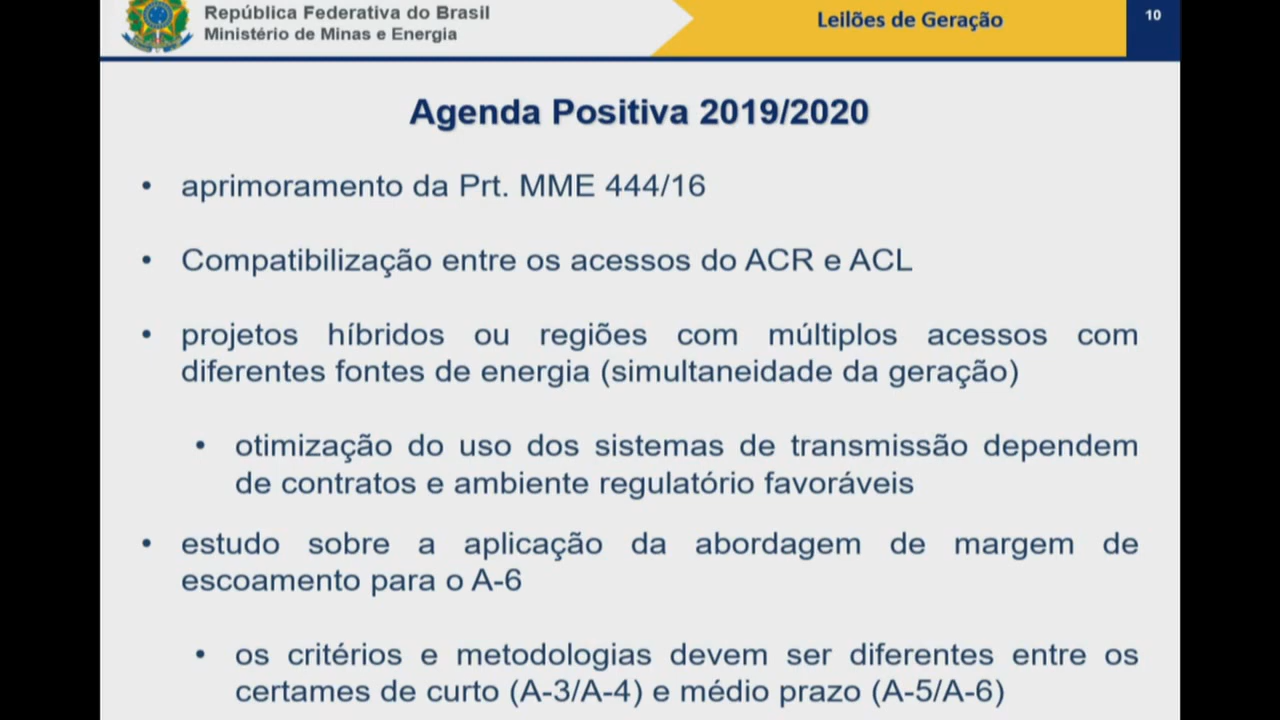 República Federativa do Brasil
Ministério de Minas e Energia
Leilões de Geração
10
Agenda Positiva 2019/2020
• aprimoramento da Prt. MME 444/16
• Compatibilização entre os acessos do ACR e ACL
• projetos híbridos ou regiões com múltiplos acessos com
diferentes fontes de energia (simultaneidade da geração)
• otimização do uso dos sistemas de transmissão dependem
de contratos e ambiente regulatório favoráveis
• estudo sobre a aplicação da abordagem de margem de
escoamento para o A-6
• os critérios e metodologias devem ser diferentes entre os
certames de curto (A-3/A-4) e médio prazo (A-5/A-6)